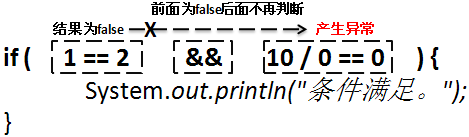 前面为false后面不再判断
结果为false X 产生异常
if ( 1 == 2 && 10 / 0 == 0 ) {
System.out.println("条件满足。");
}